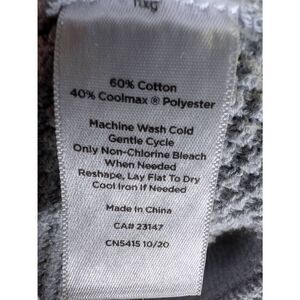 60% Cotton
40% Coolmax ® Polyester
Machine Wash Cold
Gentle Cycle
Only Non-Chlorine Bleach
When Needed
Reshape, Lay Flat To Dry
Cool Iron If Needed
Made In China
CA# 23147
CN5415 10/20